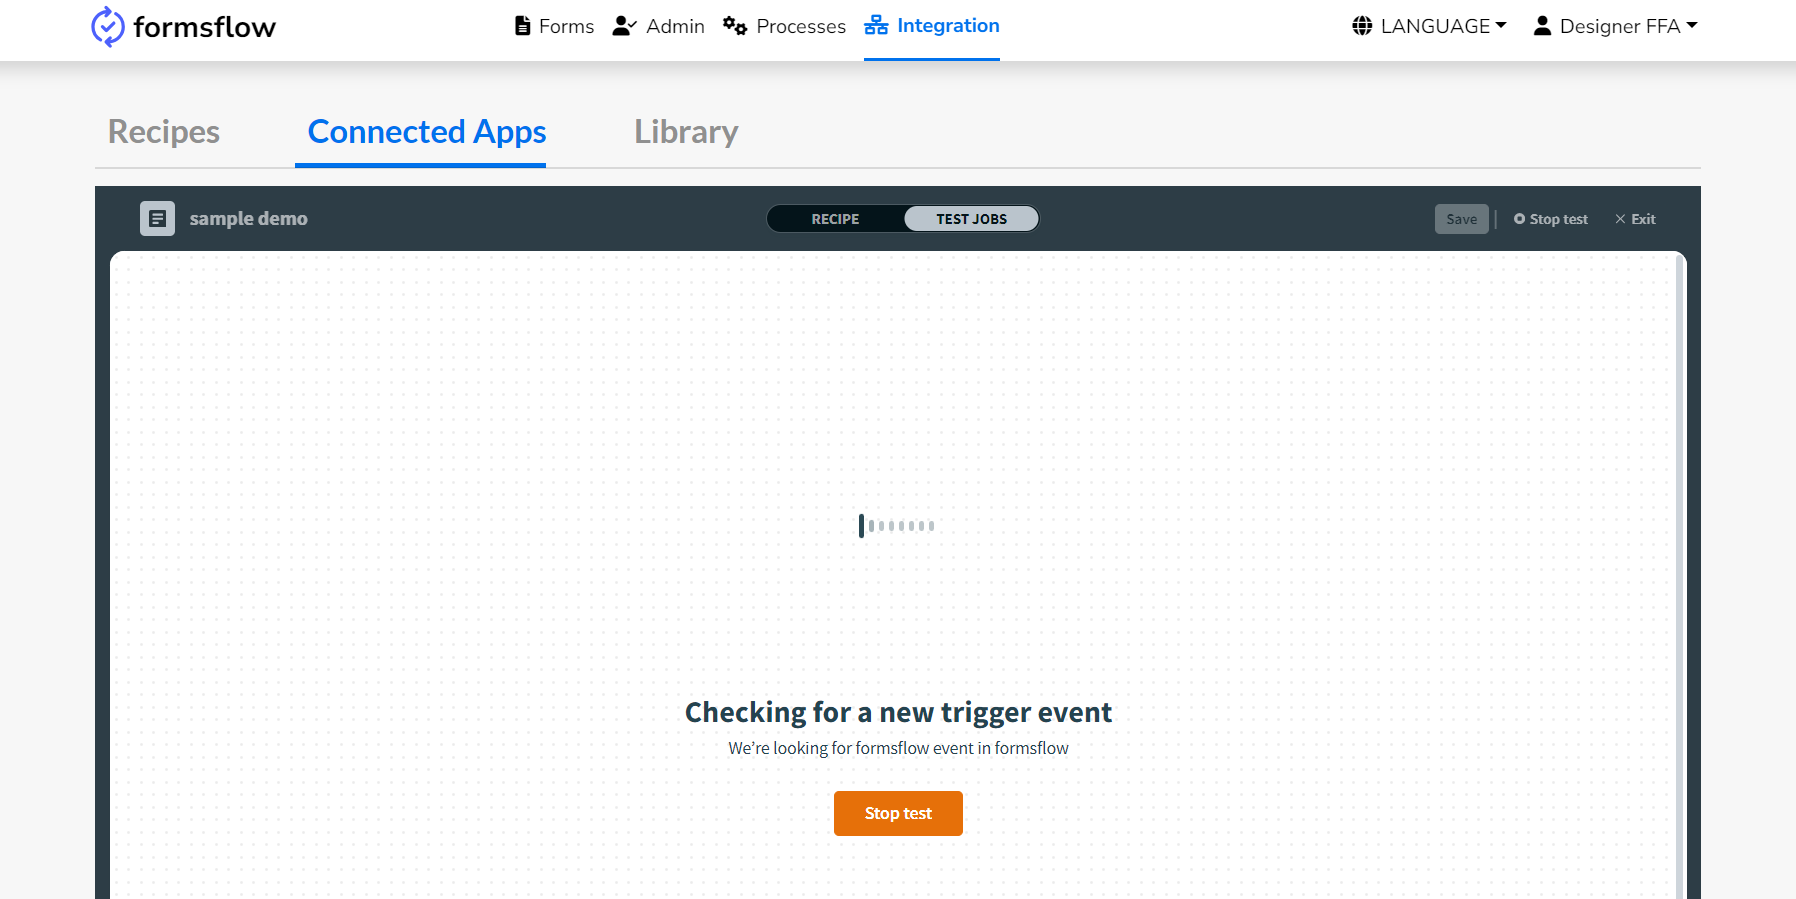 formsflow Forms Admin Processes Integration LANGUAGE Designer FFA
Recipes Connected Apps Library
sample demo RECIPE TEST JOBS Save Stop test Exit
Checking for a new trigger event
We’re looking for formsflow event in formsflow
Stop test